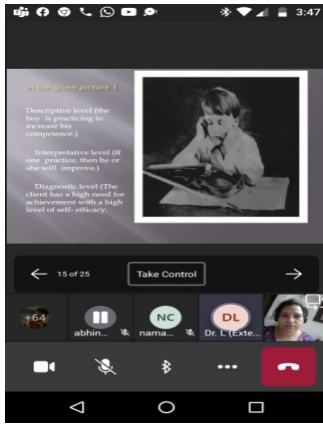 3:47
In the given picture 1
Descriptive level (the
boy is practicing to
increase his
competence.)
Interpretative level (If
one practice, then he or
she will improve.)
Diagnostic level (The
client has a high need for
achievement with a high
level of self- efficacy.
15 of 25
Take Control
+64
NC
DL
abhin...
nama...
Dr. L (Exte...